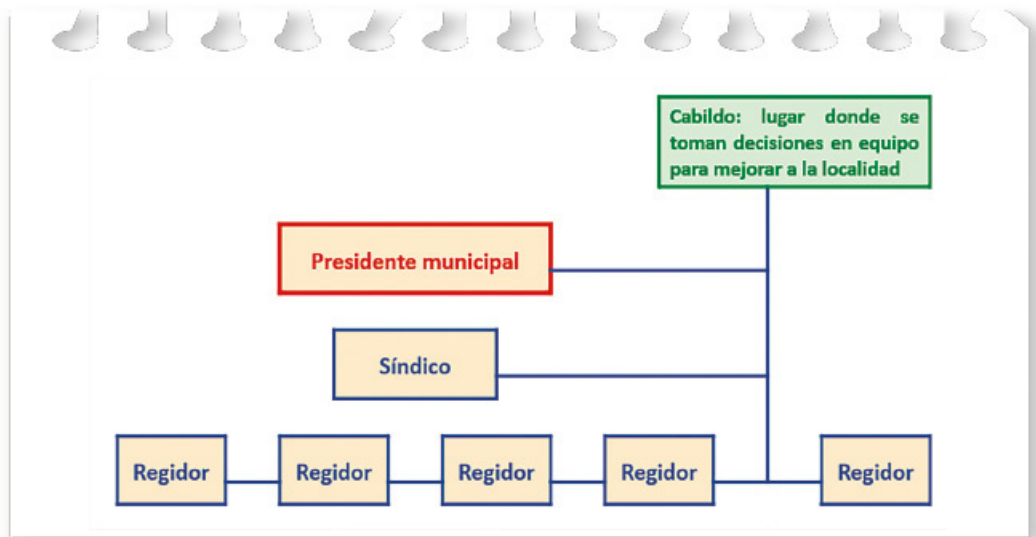 Cabildo: lugar donde se
toman decisiones en equipo
para mejorar a la localidad
Presidente municipal
Síndico
Regidor
Regidor
Regidor
Regidor
Regidor